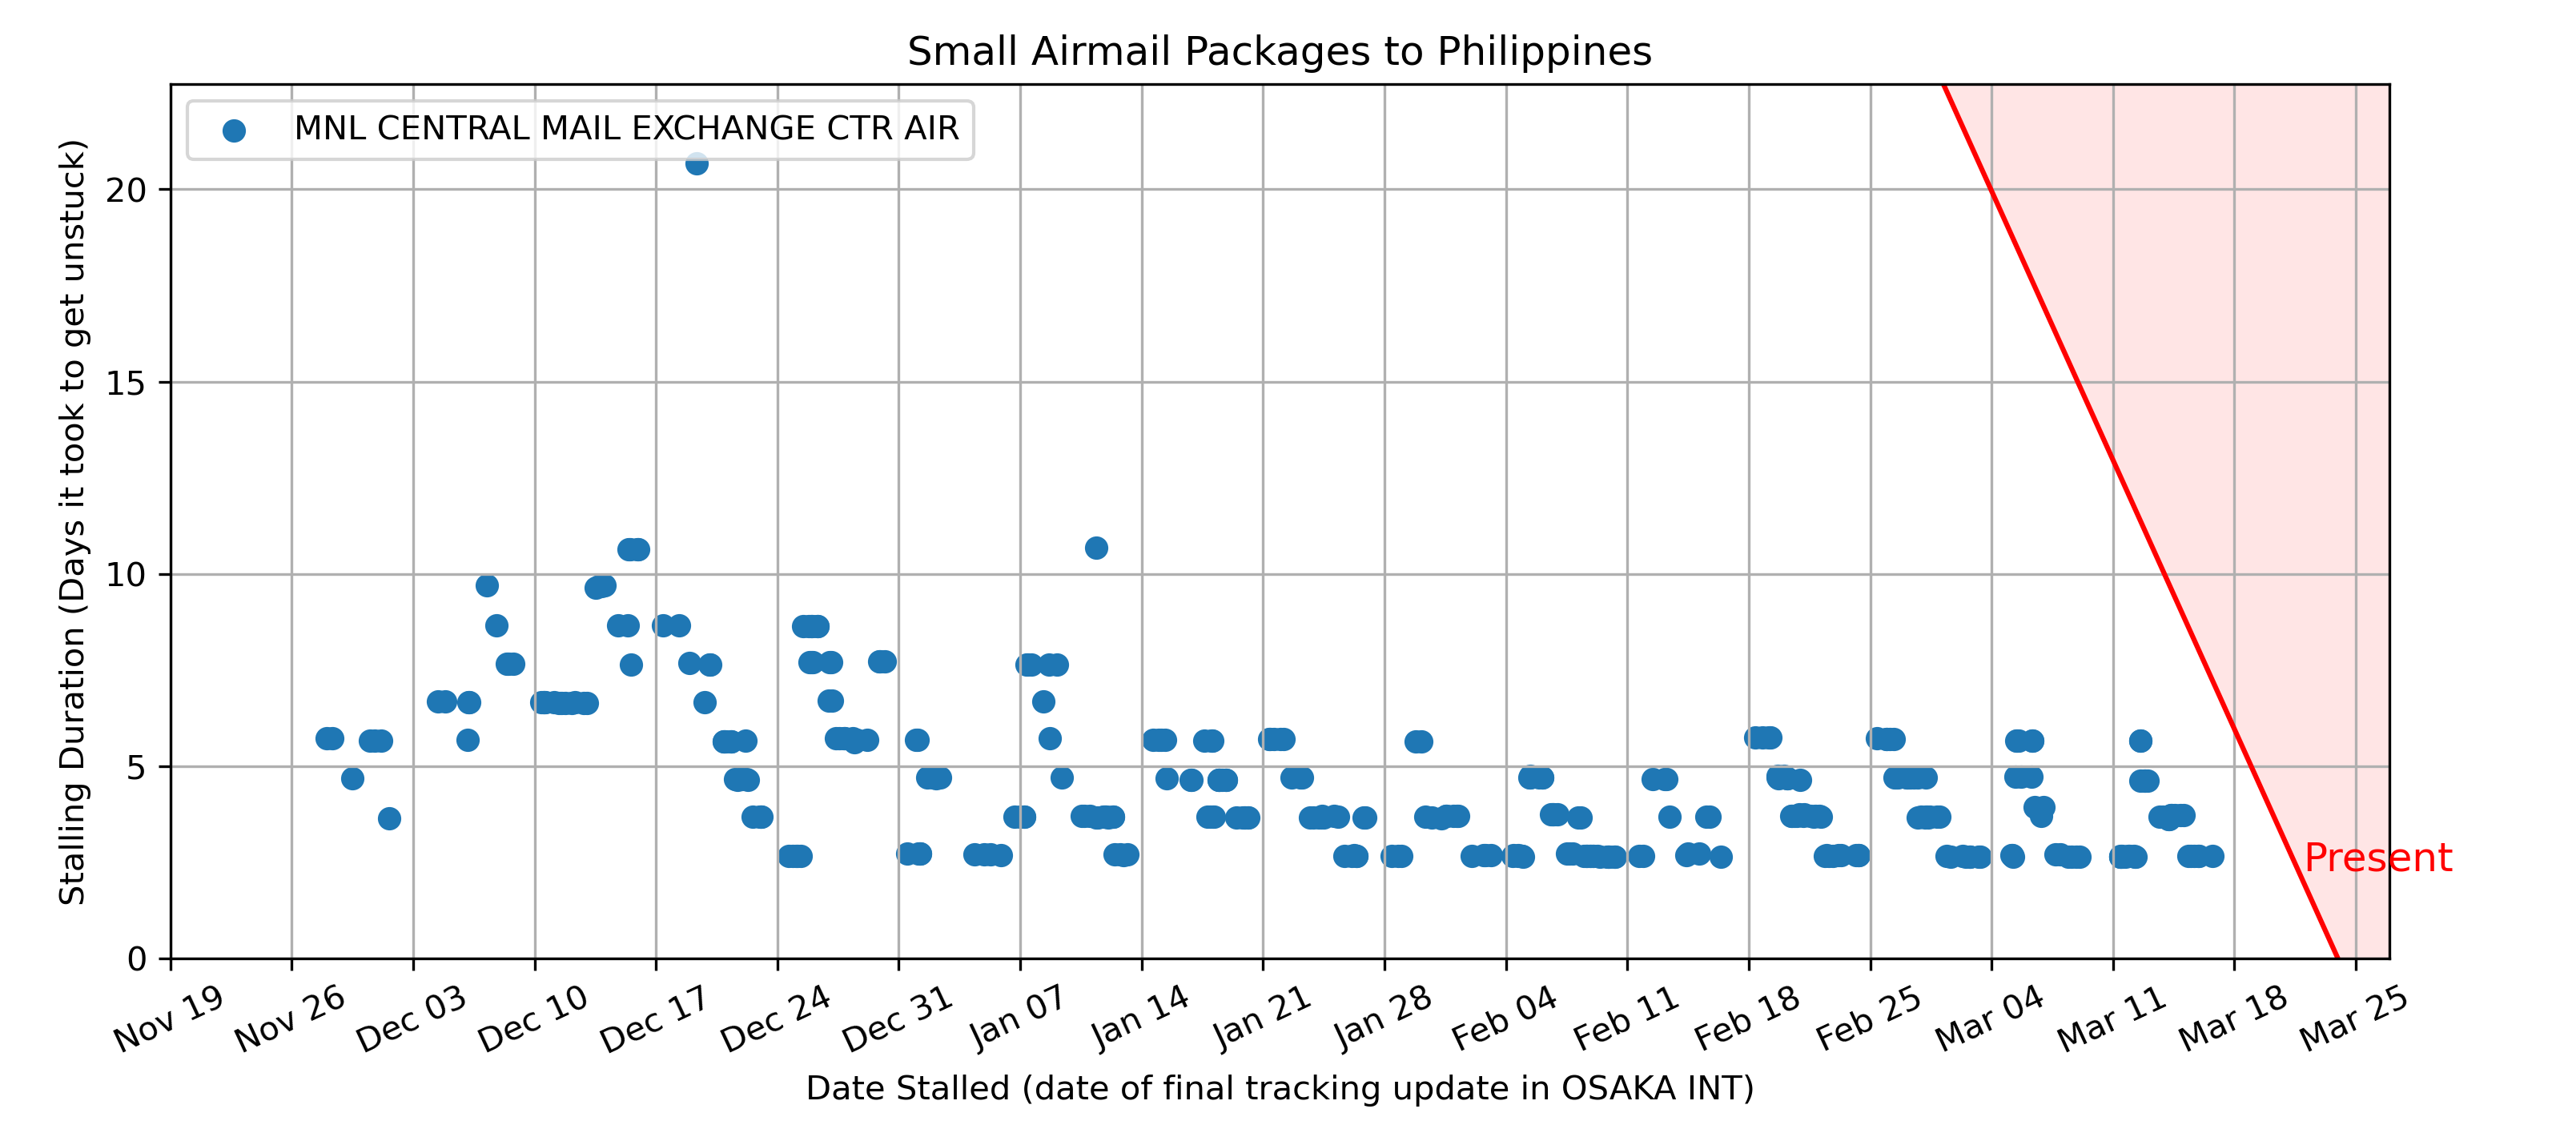 Small Airmail Packages to Philippines
MNL CENTRAL MAIL EXCHANGE CTR AIR
Stalling Duration (Days it took to get unstuck)
20
15
10
5
0
Present
Nov 19
Nov 26
Dec 03
Dec 10
Dec 17
Dec 24
Dec 31
Jan 07
Jan 14
Jan 21
Jan 28
Feb 04
Feb 11
Feb 18
Feb 25
Mar 04
Mar 11
Mar 18
Mar 25
Date Stalled (date of final tracking update in OSAKA INT)